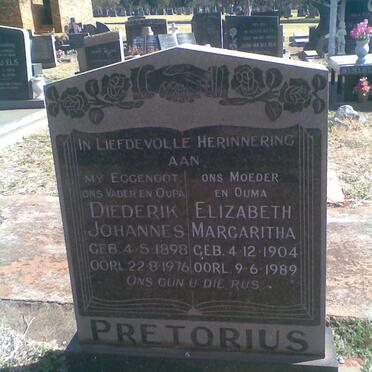 IN LIEFDEVOLLE HERINNERING
AAN
MY EGGENOOT
ONS VADER EN OUPA
DIEDERIK
JOHANNES
GEB. 4-5-1898
OORL. 22-8-1976
ONS MOEDER
EN OUMA
ELIZABETH
MARGARITHA
GEB. 4-12-1904
OORL. 9-6-1989
ONS GUN U DIE RUS
PRETORIUS
ELS